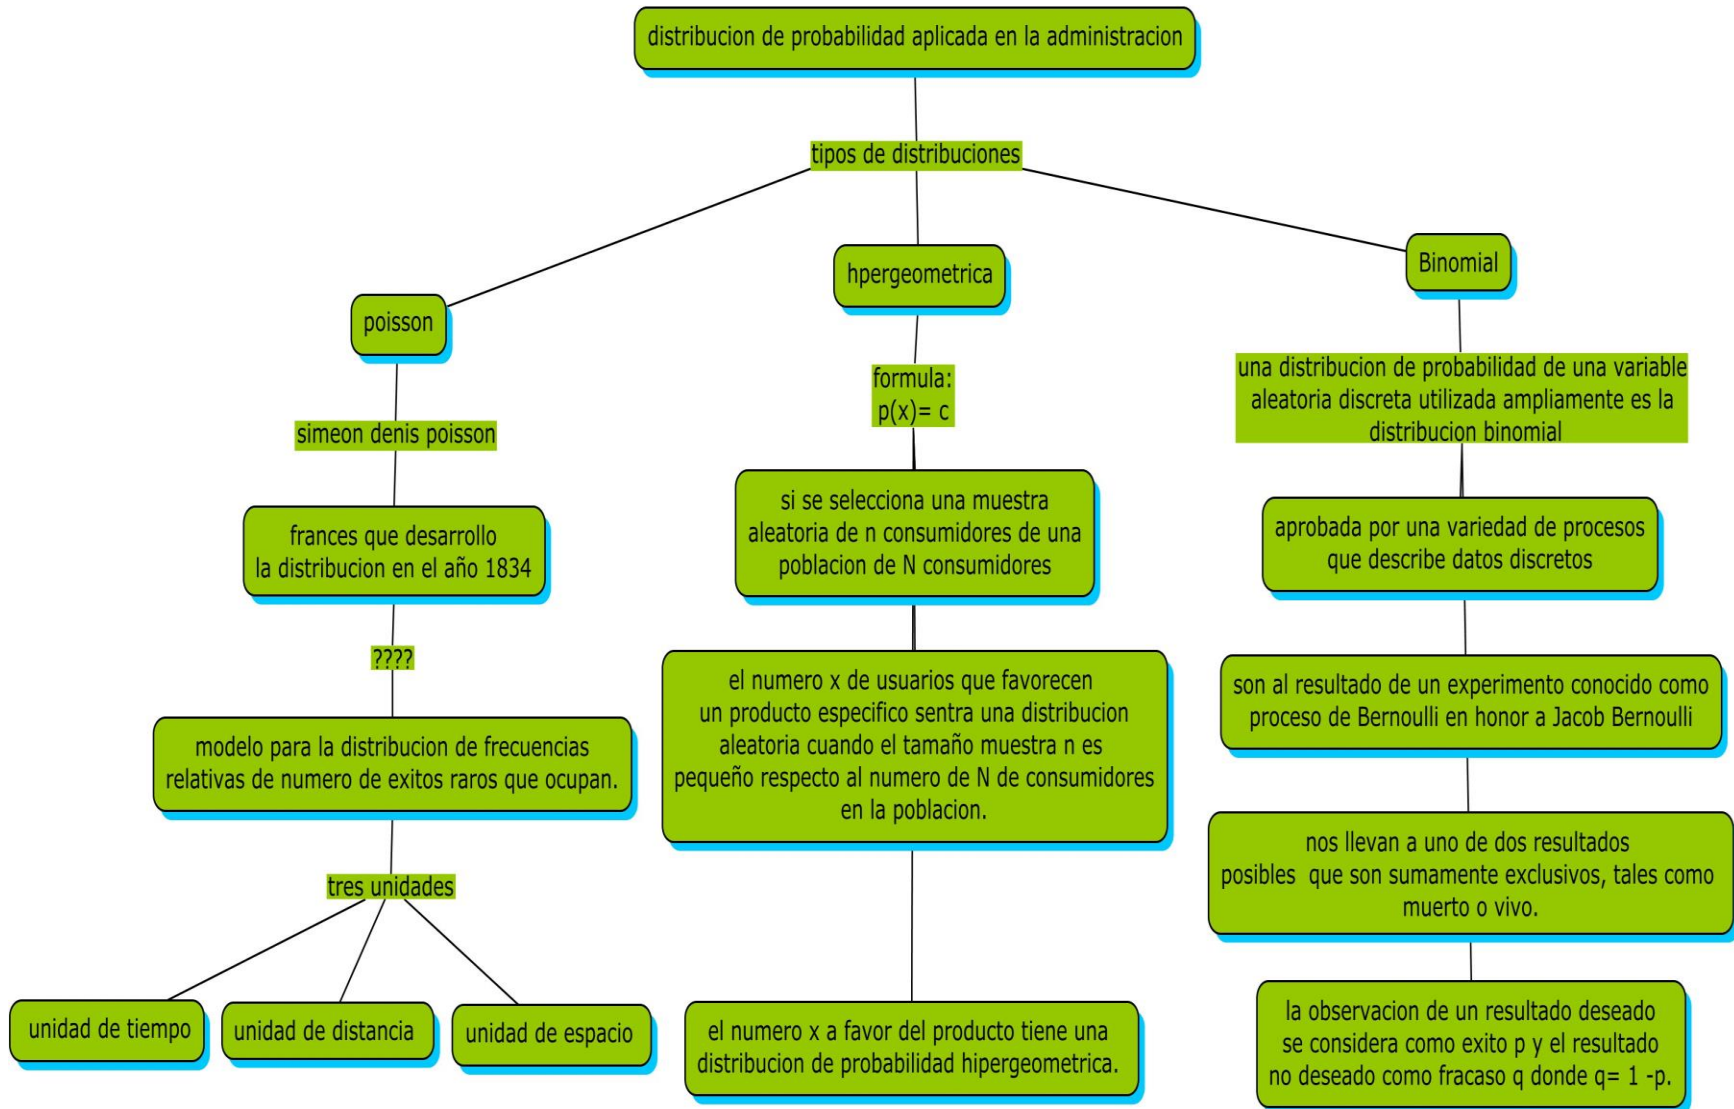 distribucion de probabilidad aplicada en la administracion
tipos de distribuciones
poisson
simeon denis poisson
frances que desarrollo
la distribucion en el año 1834
????
modelo para la distribucion de frecuencias
relativas de numero de exitos raros que ocupan.
tres unidades
unidad de tiempo
unidad de distancia
unidad de espacio
hpergeometrica
formula:
p(x)= c
si se selecciona una muestra
aleatoria de n consumidores de una
poblacion de N consumidores
el numero x de usuarios que favorecen
un producto especifico sentra una distribucion
aleatoria cuando el tamaño muestra n es
pequeño respecto al numero de N de consumidores
en la poblacion.
el numero x a favor del producto tiene una
distribucion de probabilidad hipergeometrica.
Binomial
una distribucion de probabilidad de una variable
aleatoria discreta utilizada ampliamente es la
distribucion binomial
aprobada por una variedad de procesos
que describe datos discretos
son al resultado de un experimento conocido como
proceso de Bernoulli en honor a Jacob Bernoulli
nos llevan a uno de dos resultados
posibles  que son sumamente exclusivos, tales como
muerto o vivo.
la observacion de un resultado deseado
se considera como exito p y el resultado
no deseado como fracaso q donde q= 1 -p.